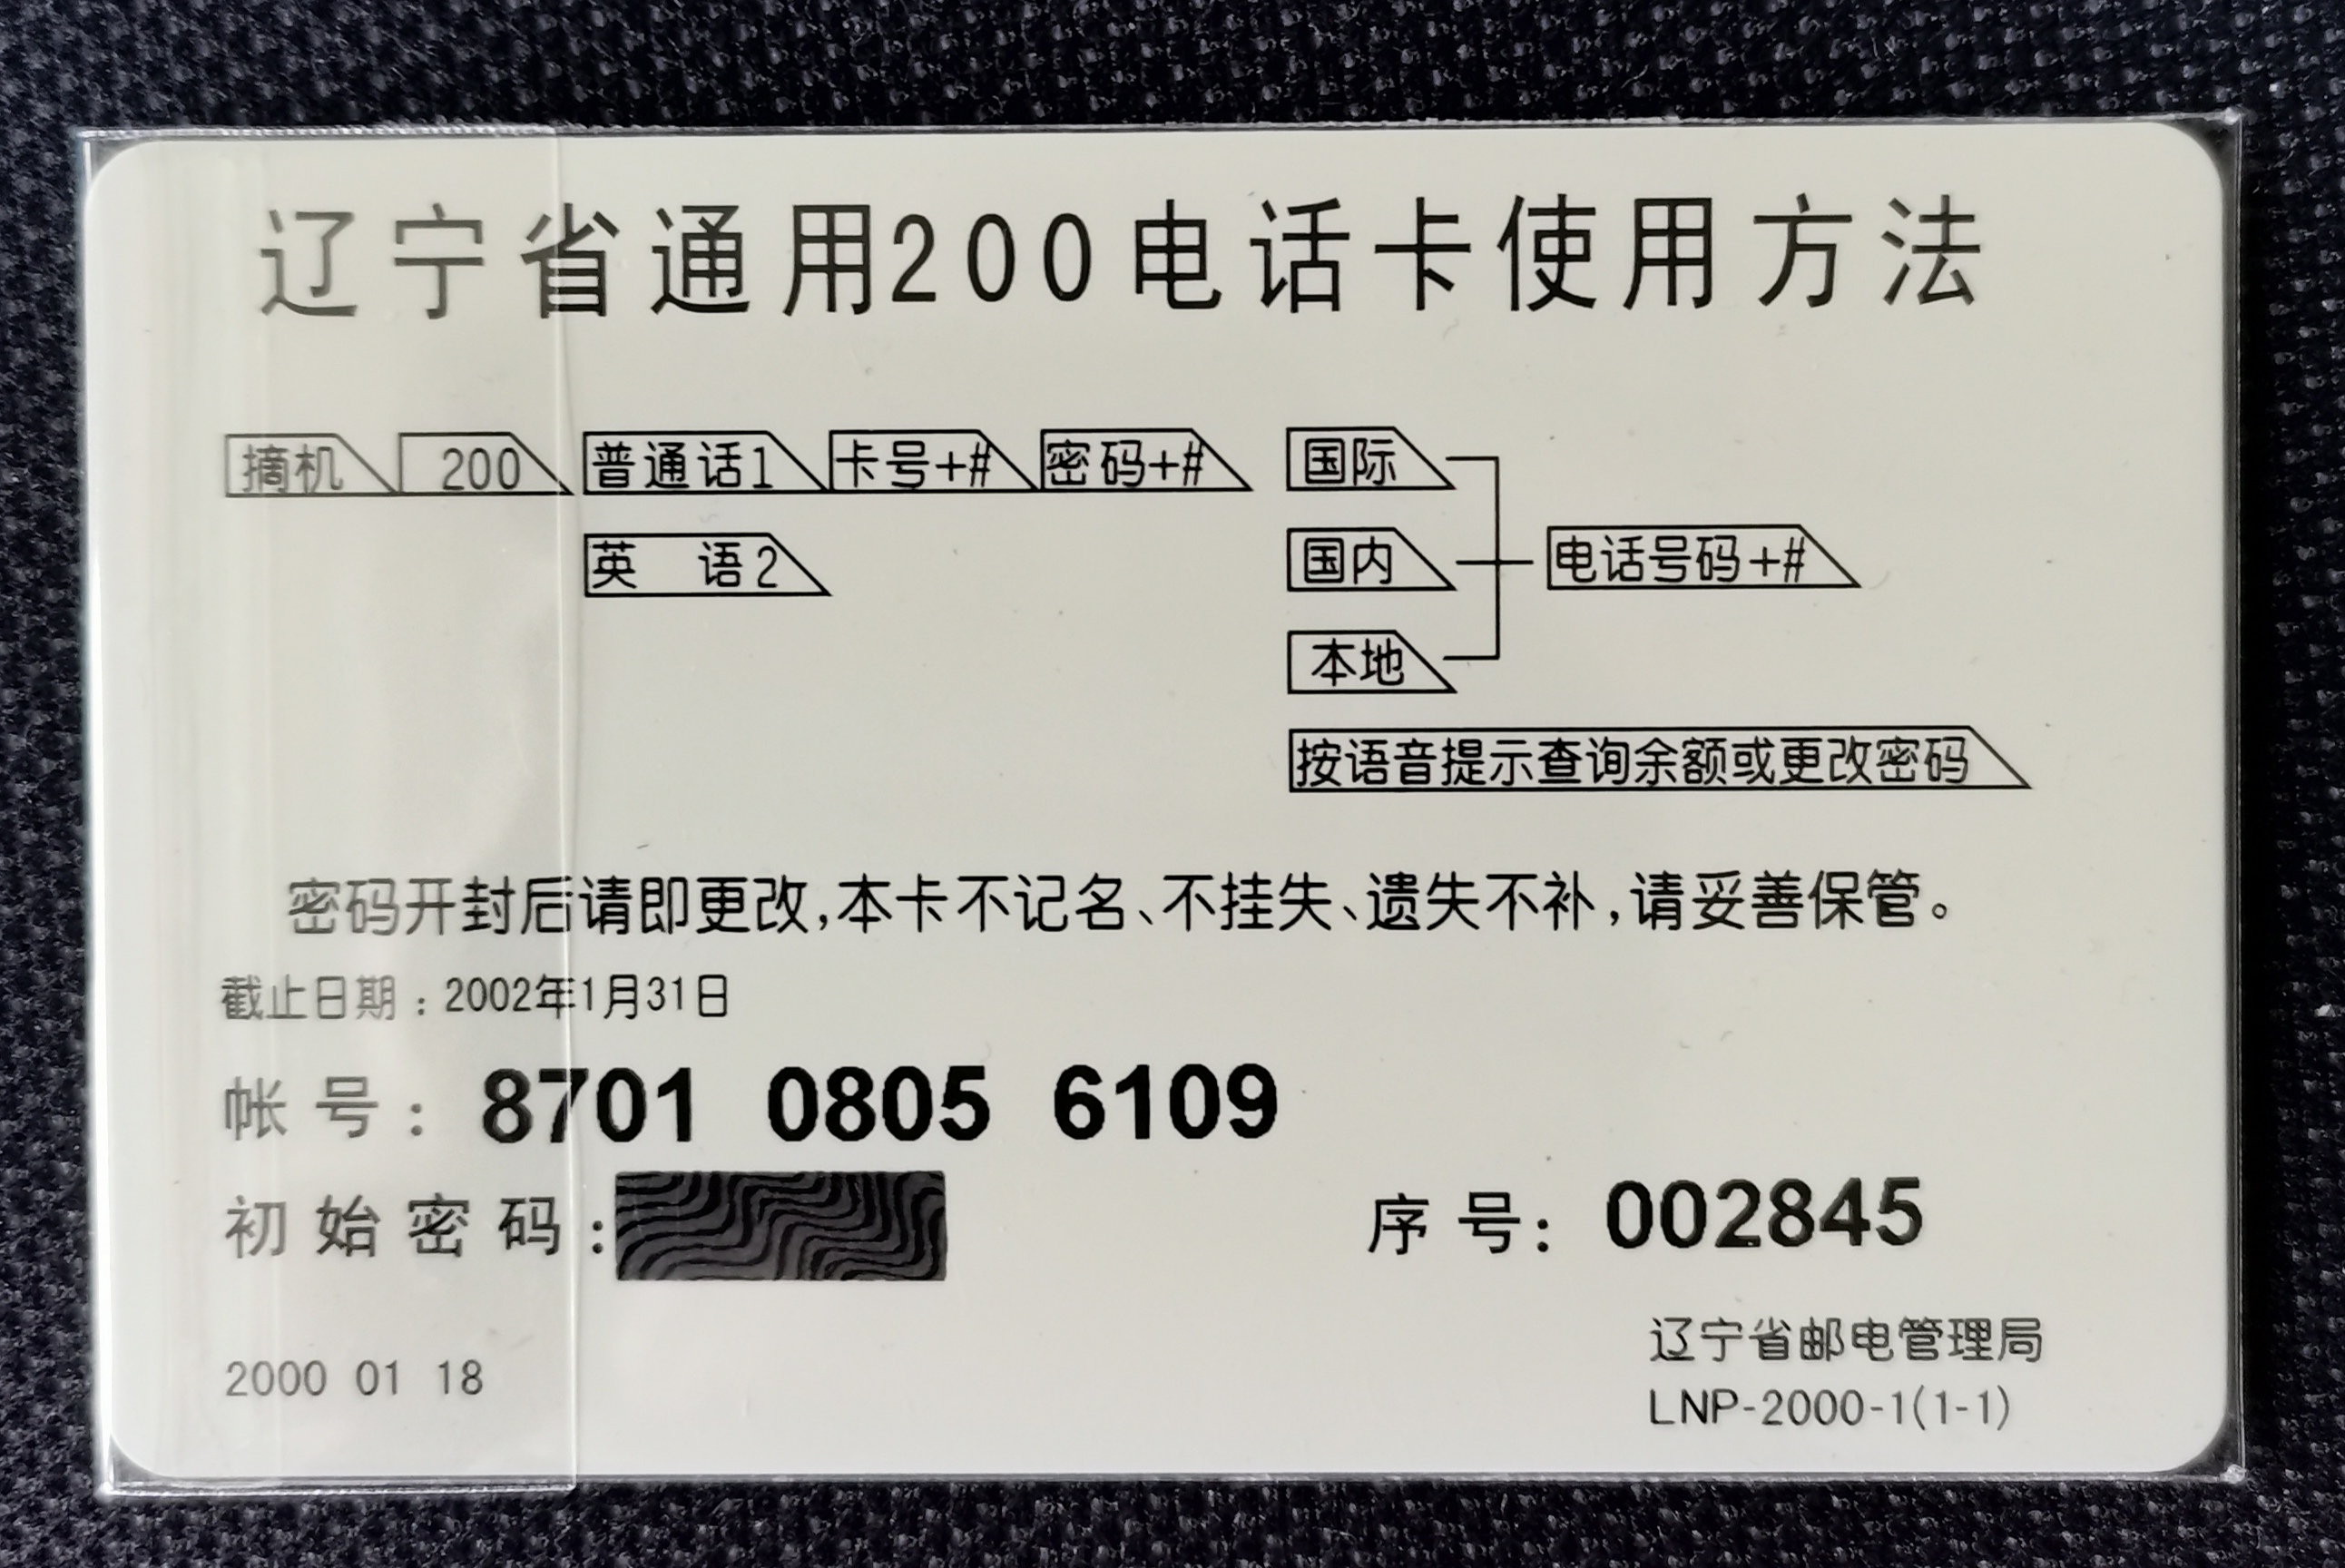 辽宁省通用200电话卡使用方法
摘机 200 普通话1 卡号+# 密码+# 国际
英 语2 国内 电话号码+#
本地
按语音提示查询余额或更改密码
密码开封后请即更改,本卡不记名、不挂失、遗失不补,请妥善保管。
截止日期:2002年1月31日
帐号: 8701 0805 6109
初始密码:
序号: 002845
辽宁省邮电管理局
2000 01 18
LNP-2000-1(1-1)